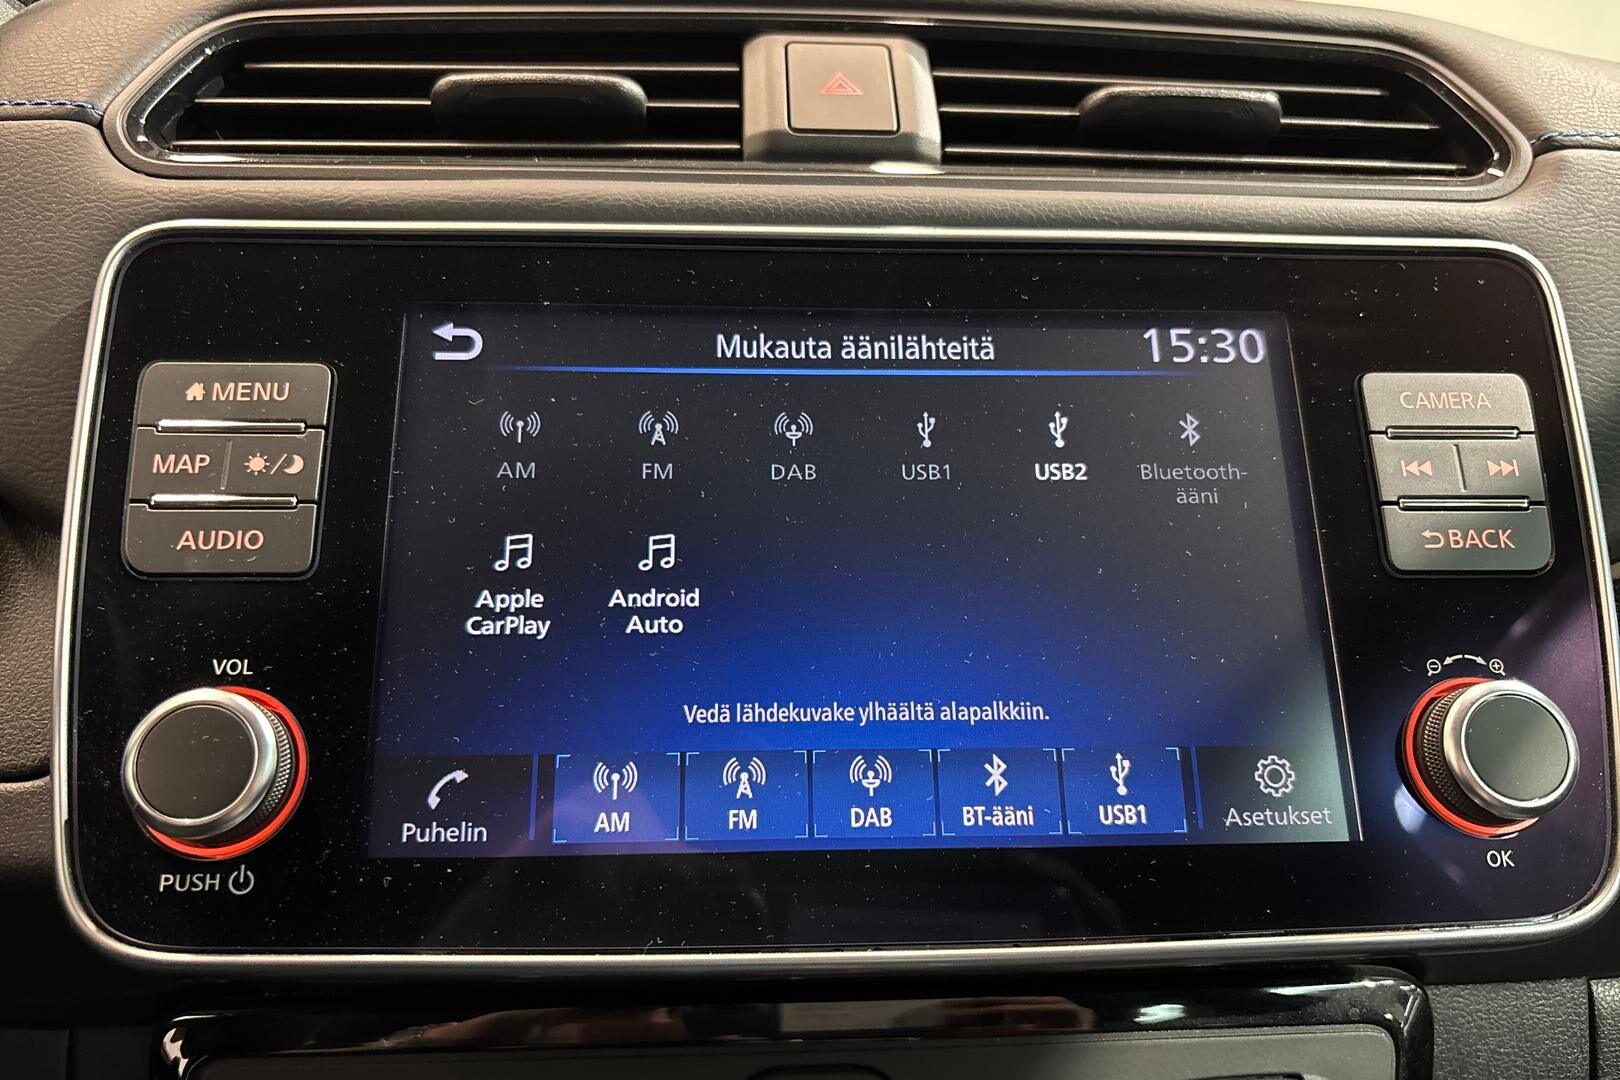 Mukauta äänilähteitä
15:30
MENU
MAP
AUDIO
CAMERA
BACK
AM
FM
DAB
USB1
USB2
Bluetooth-
ääni
Apple
CarPlay
Android
Auto
Vedä lähdekuvake ylhäältä alapalkkiin.
Puhelin
AM
FM
DAB
BT-ääni
USB1
Asetukset
VOL
PUSH
OK